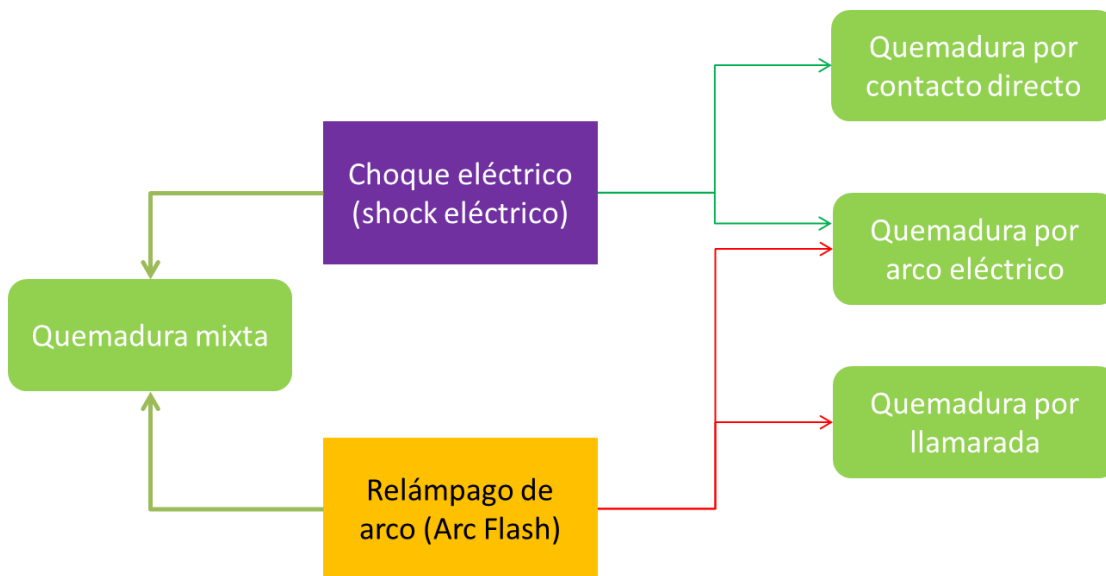 Quemadura por
contacto directo
Choque eléctrico
(shock eléctrico)
Quemadura por
arco eléctrico
Quemadura mixta
Quemadura por
llamarada
Relámpago de
arco (Arc Flash)